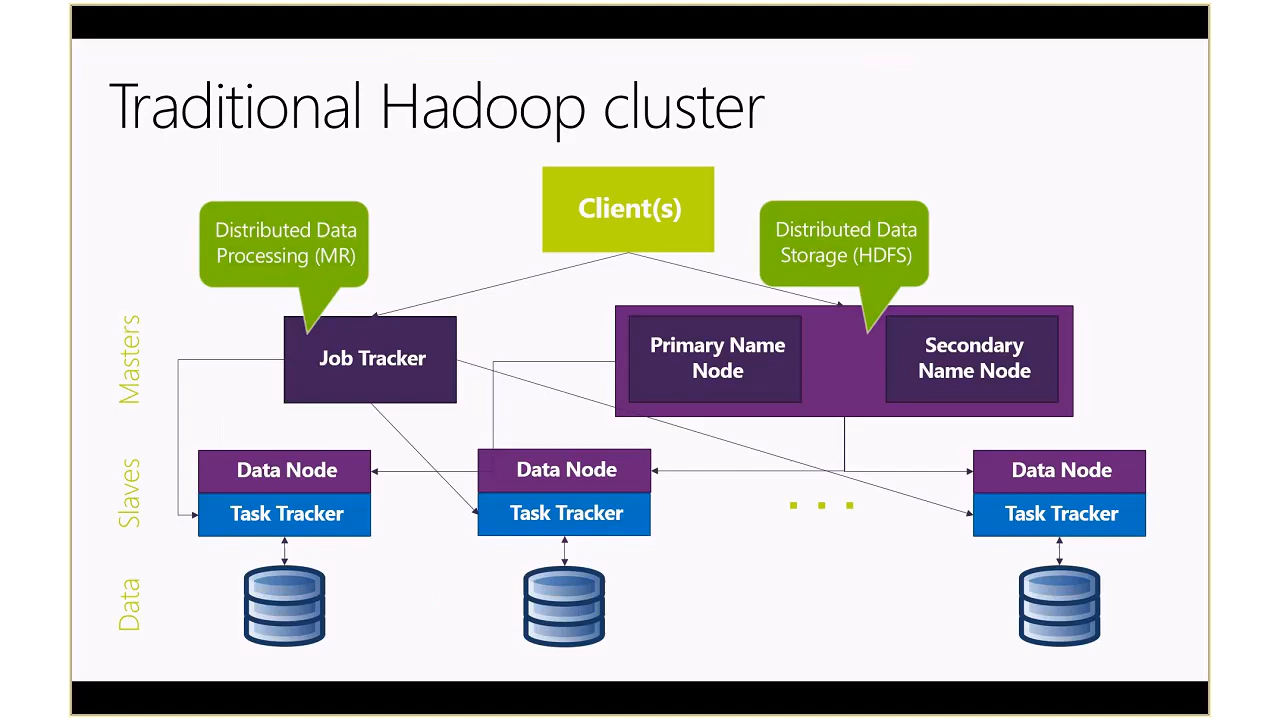 Traditional Hadoop cluster
Client(s)
Distributed Data
Processing (MR)
Distributed Data
Storage (HDFS)
Masters
Job Tracker
Primary Name
Node
Secondary
Name Node
Slaves
Data Node
Task Tracker
Data Node
Task Tracker
Data Node
Task Tracker
Data